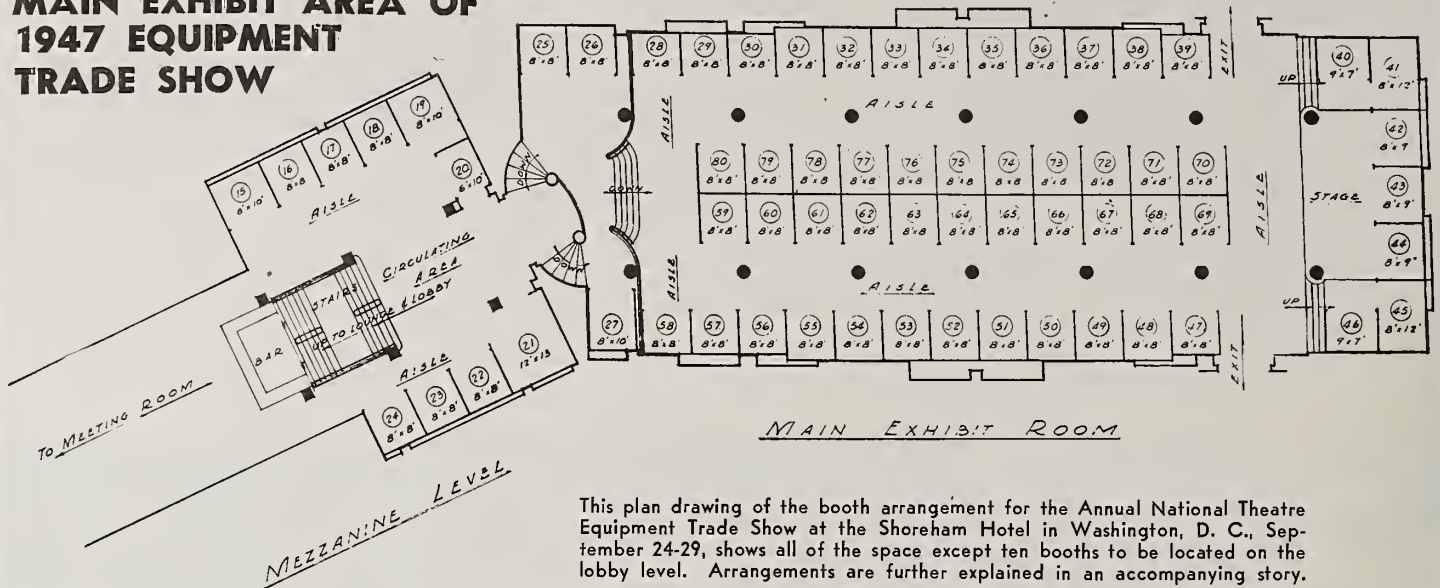 MAIN EXHIBIT AREA OF
1947 EQUIPMENT
TRADE SHOW
15
8'x10'
16
8'x8
17
8'x8'
18
8'x8'
19
8'x10'
20
6'x10'
AISLE
CIRCULATING
AREA
STAIRS
UP TO LOUNGE & LOBBY
BAR
AISLE
21
12'x13
22
8'x8'
23
8'x8'
24
8'x8'
TO MEETING ROOM
MEZZANINE LEVEL
DOWN
DOWN
25
8'x8'
26
8'x8'
27
8'x10'
28
8'x8'
29
8'x8'
30
8'x8'
31
8'x8'
32
8'x8'
33
8'x8'
34
8'x8'
35
8'x8'
36
8'x8'
37
8'x8'
38
8'x8'
39
8'x8'
EXIT
AISLE
AISLE
DOWN
80
8'x8'
79
8'x8'
78
8'x8
77
8'x8'
76
8'x8
75
8'x8
74
8'x8
73
8'x8
72
8'x8'
71
8'x8'
70
8'x8'
59
8'x8'
60
8'x8'
61
8'x8'
62
8'x8'
63
8'x8'
64
8'x8'
65
8'x8'
66
8'x8'
67
8'x8'
68
8'x8'
69
8'x8'
AISLE
AISLE
AISLE
58
8'x8'
57
8'x8'
56
8'x8'
55
8'x8'
54
8'x8'
53
8'x8'
52
8'x8'
51
8'x8'
50
8'x8'
49
8'x8'
48
8'x8'
47
8'x8'
EXIT
UP
40
9'x7'
41
8'x12'
42
8'x9
43
8'x9'
STAGE
44
8'x9"
UP
45
8'x12'
46
9'x7'
MAIN EXHIBIT ROOM
This plan drawing of the booth arrangement for the Annual National Theatre
Equipment Trade Show at the Shoreham Hotel in Washington, D. C., Sep-
tember 24-29, shows all of the space except ten booths to be located on the
lobby level. Arrangements are further explained in an accompanying story.